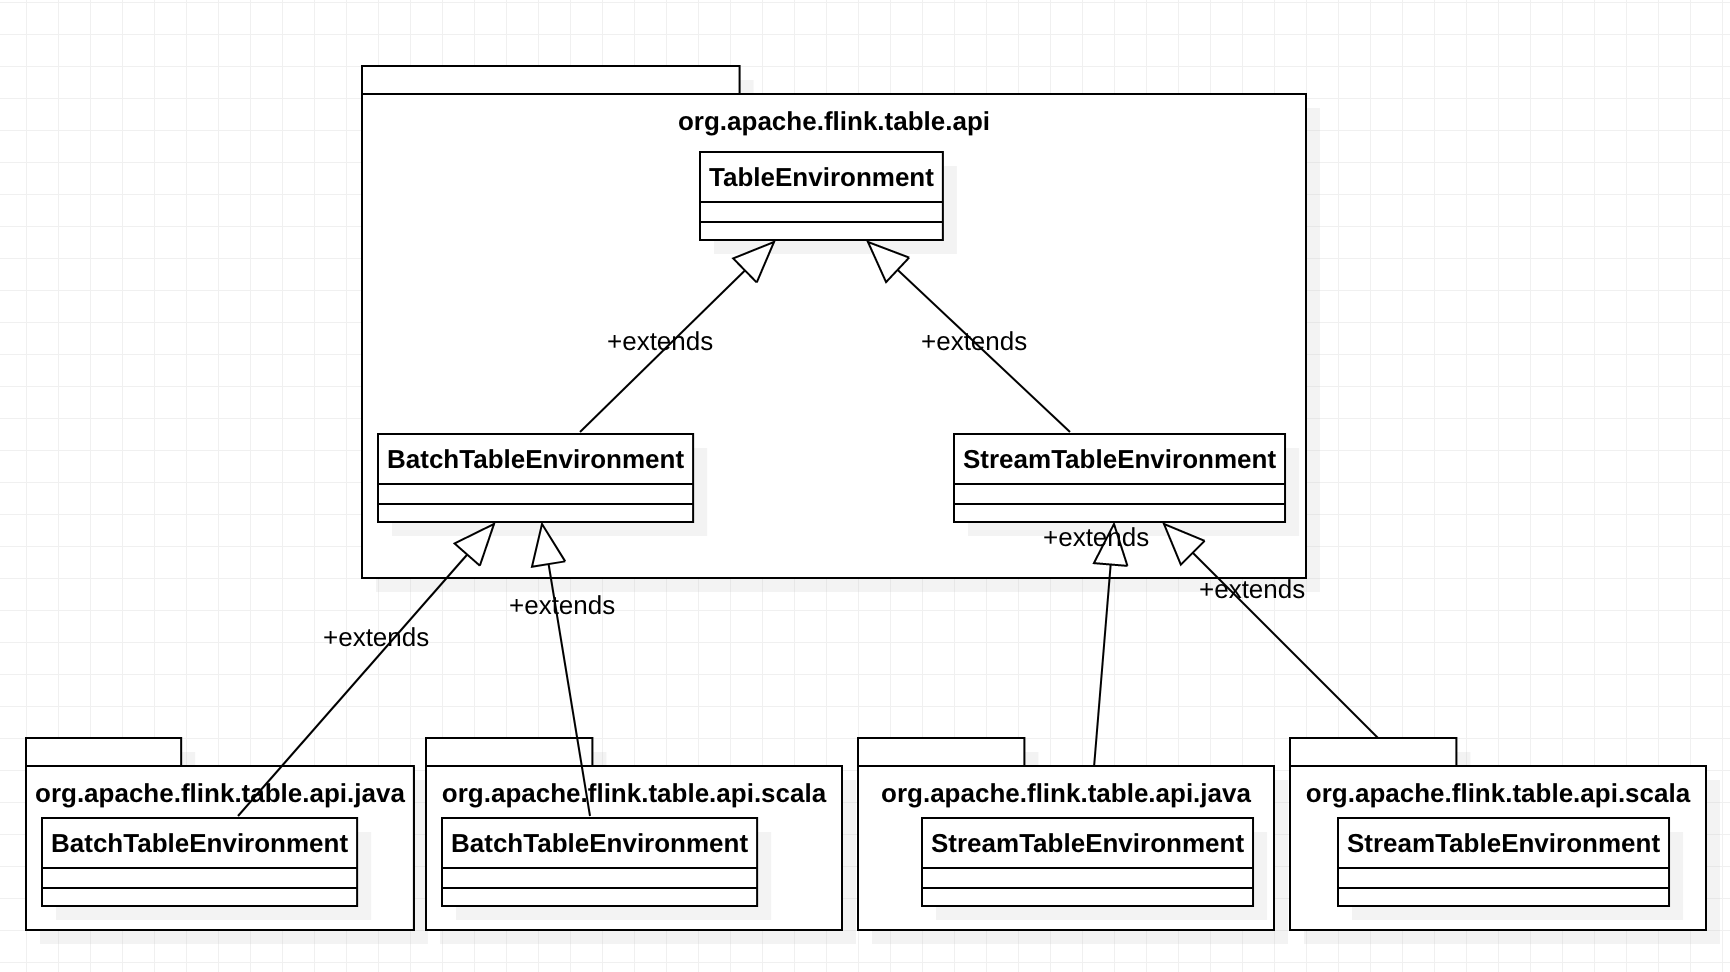 org.apache.flink.table.api
TableEnvironment
+extends
+extends
BatchTableEnvironment
StreamTableEnvironment
+extends
+extends
+extends
+extends
org.apache.flink.table.api.java
BatchTableEnvironment
org.apache.flink.table.api.scala
BatchTableEnvironment
org.apache.flink.table.api.java
StreamTableEnvironment
org.apache.flink.table.api.scala
StreamTableEnvironment